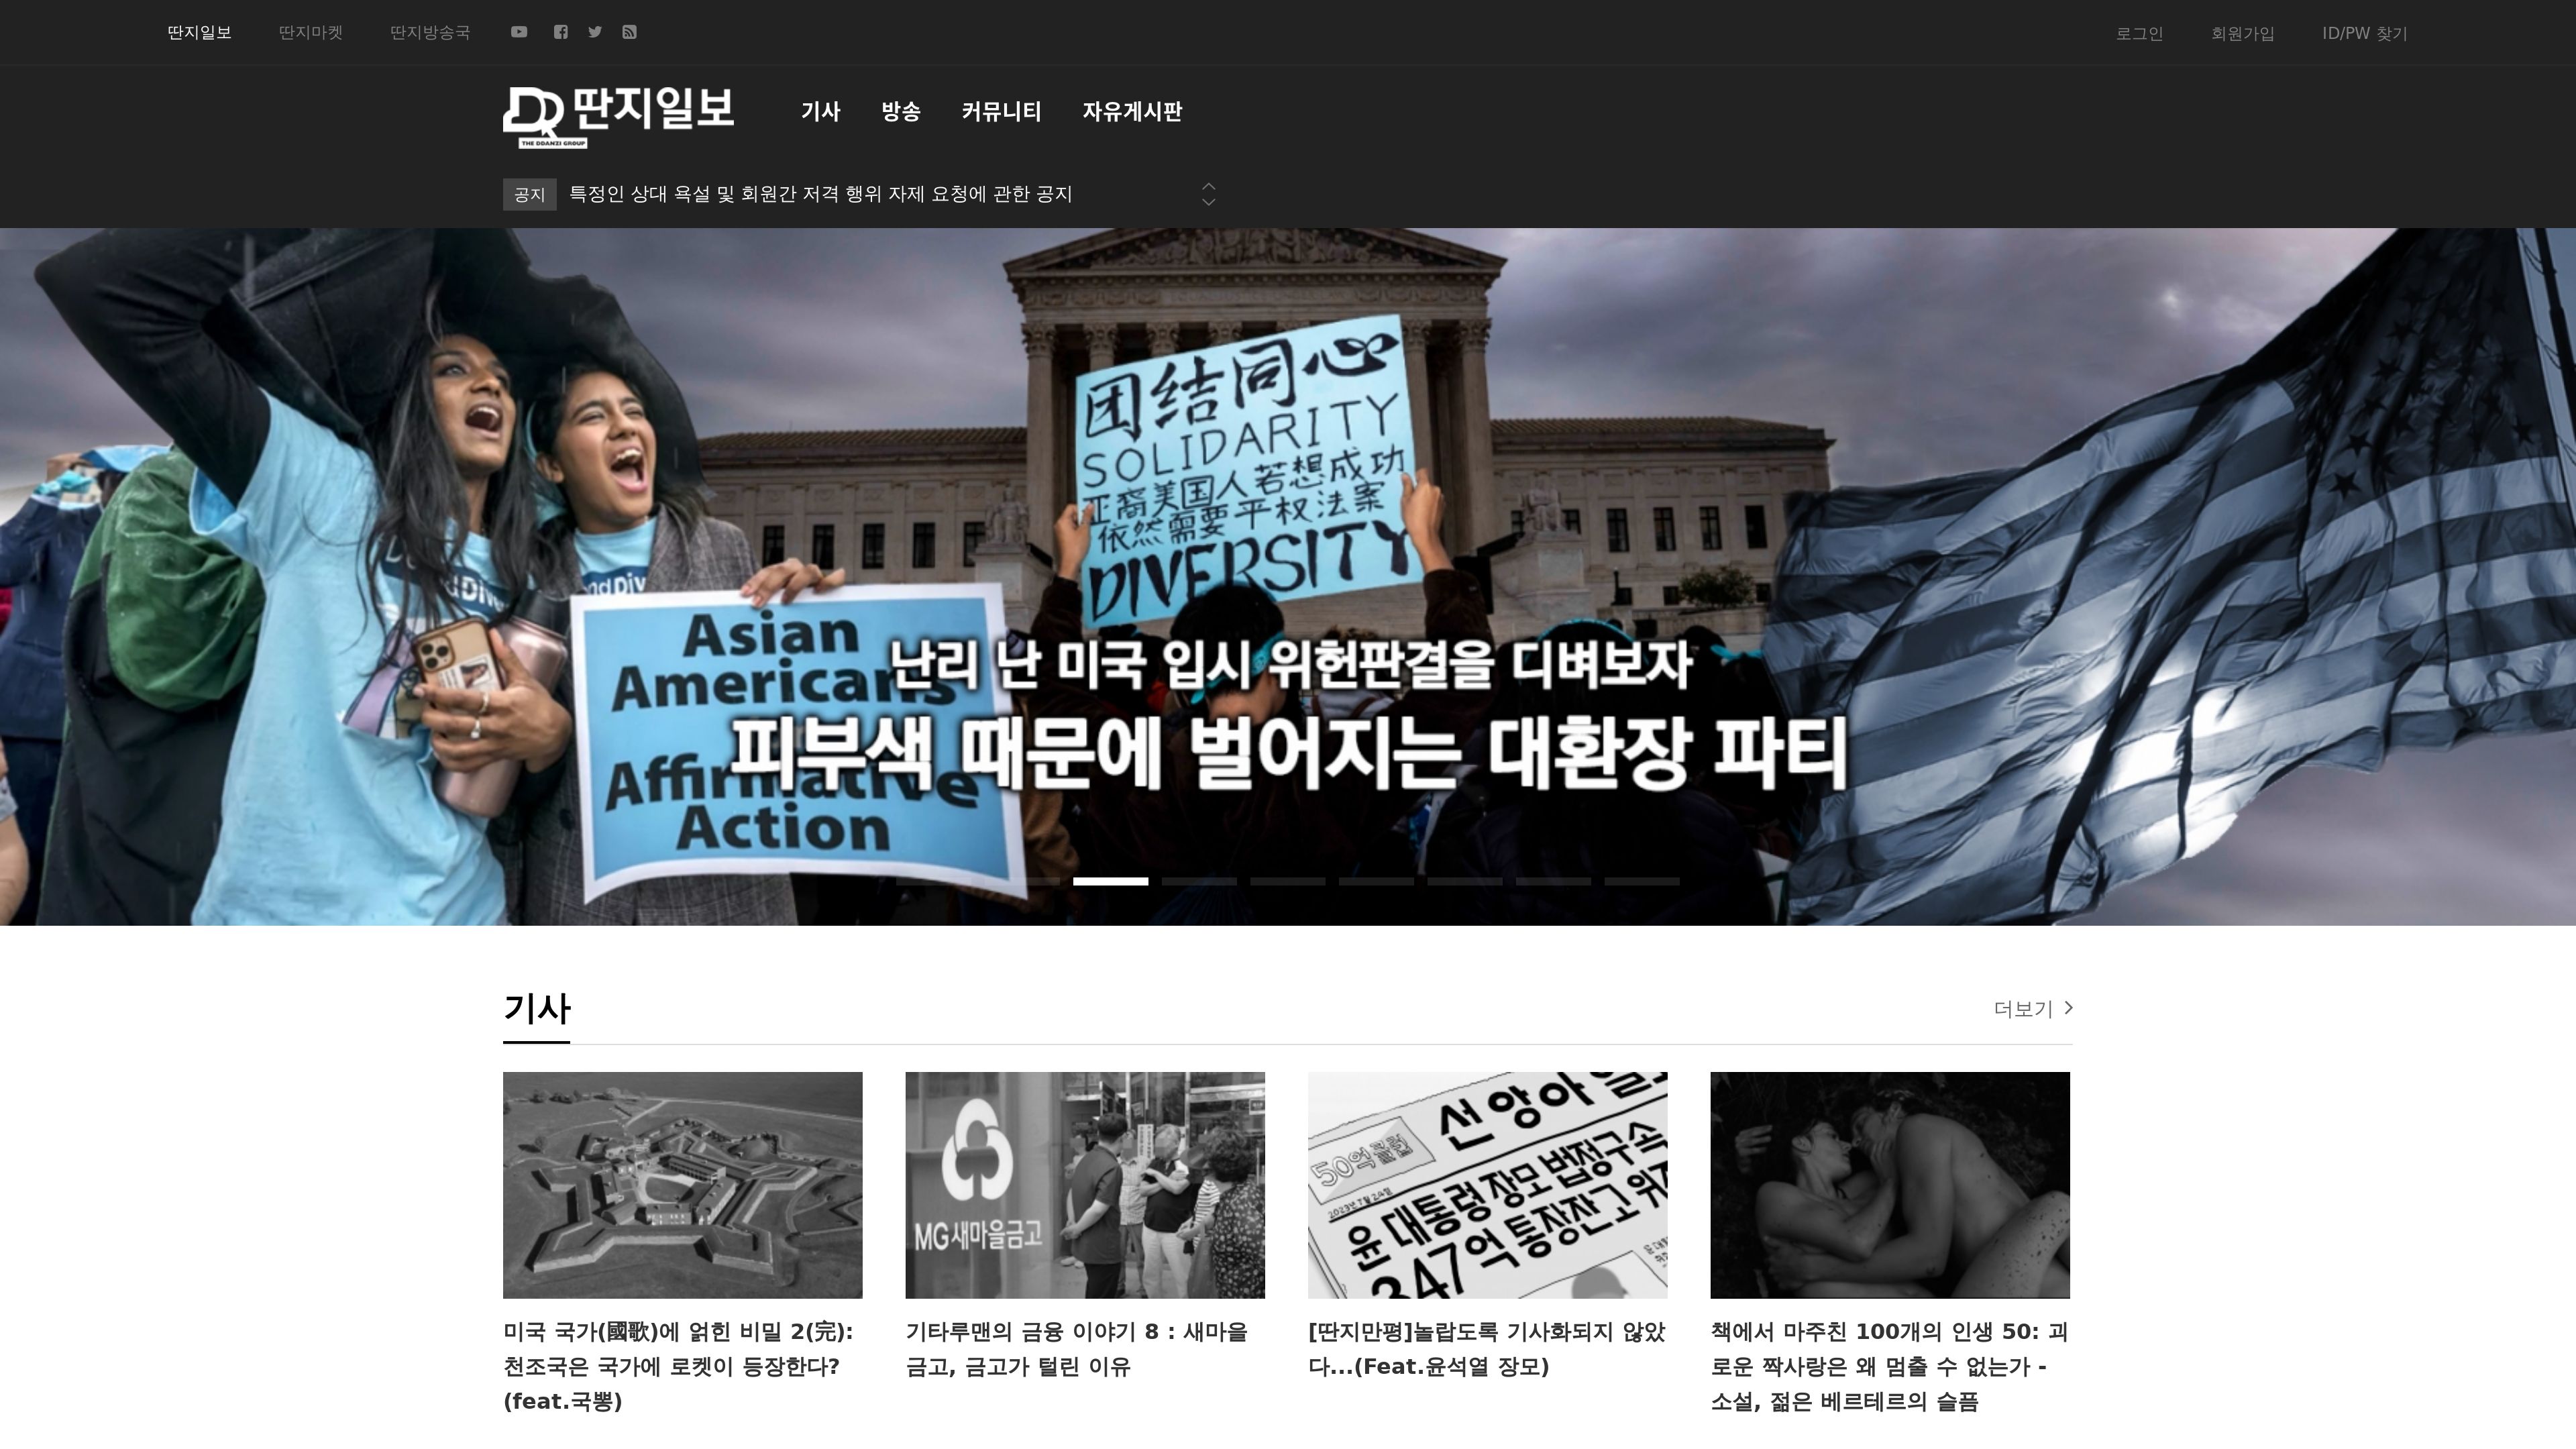 딴지일보 딴지마켓 딴지방송국
로그인 회원가입 ID/PW 찾기
딴지일보
THE DDANZI GROUP
기사 방송 커뮤니티 자유게시판
공지 특정인 상대 욕설 및 회원간 저격 행위 자제 요청에 관한 공지
团结同心
SOLIDARITY
亚裔美国人若想成功
依然需要平权法案
DIVERSITY
Asian
Americans
Affirmative
Action
난리 난 미국 입시 위헌판결을 디벼보자
피부색 때문에 벌어지는 대환장 파티
기사
더보기
MG새마을금고
50억클럽
2023년 7월 24일
윤 대통령 장모 법정구속
347억 통장잔고 위
미국 국가(國歌)에 얽힌 비밀 2(完):
천조국은 국가에 로켓이 등장한다?
(feat.국뽕)
기타루맨의 금융 이야기 8 : 새마을
금고, 금고가 털린 이유
[딴지만평]놀랍도록 기사화되지 않았
다...(Feat.윤석열 장모)
책에서 마주친 100개의 인생 50: 괴
로운 짝사랑은 왜 멈출 수 없는가 -
소설, 젊은 베르테르의 슬픔